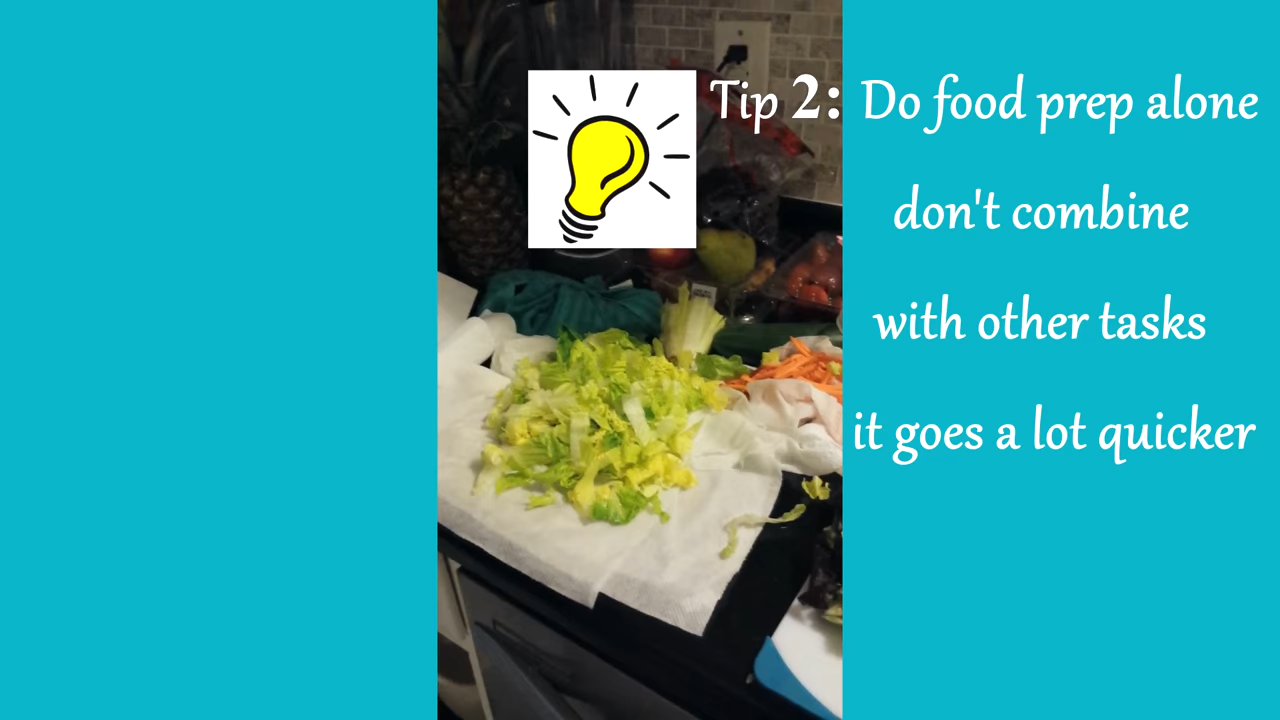 Tip 2: Do food prep alone
don't combine
with other tasks
it goes a lot quicker